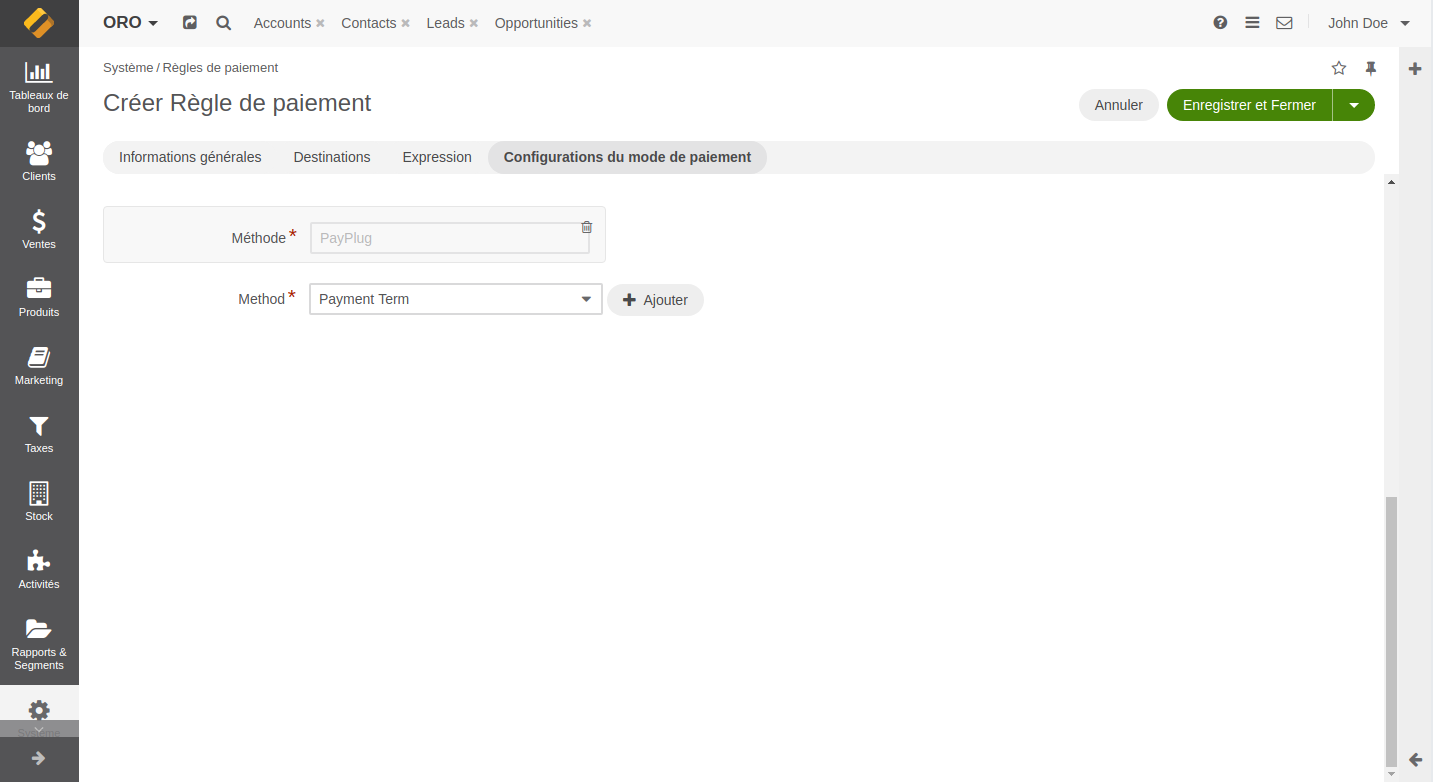 ORO
Accounts
Contacts
Leads
Opportunities
John Doe
Tableaux de
bord
Clients
Ventes
Produits
Marketing
Taxes
Stock
Activités
Rapports &
Segments
Système
Système / Règles de paiement
Créer Règle de paiement
Annuler
Enregistrer et Fermer
Informations générales
Destinations
Expression
Configurations du mode de paiement
Méthode*
PayPlug
Method*
Payment Term
Ajouter